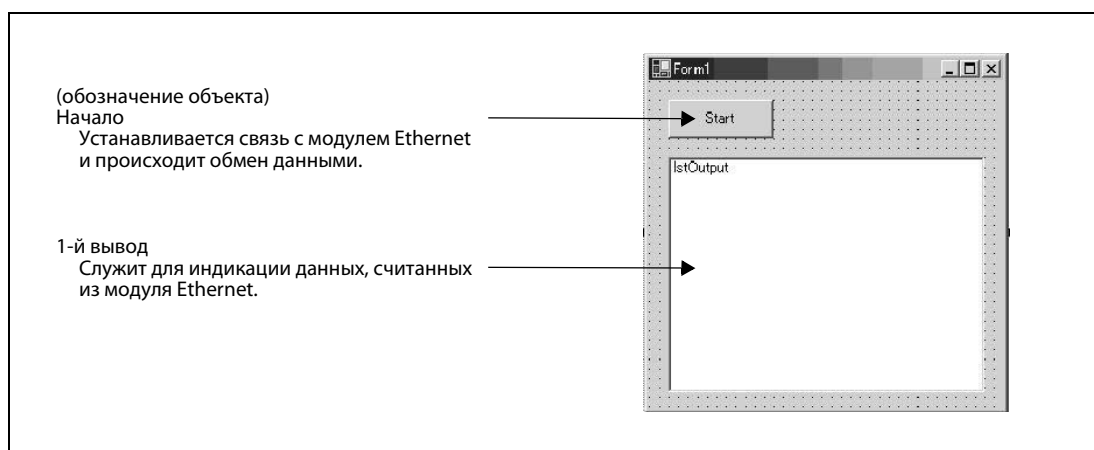 (обозначение объекта)
Начало
Устанавливается связь с модулем Ethernet
и происходит обмен данными.
1-й вывод
Служит для индикации данных, считанных
из модуля Ethernet.
Form1
Start
lstOutput